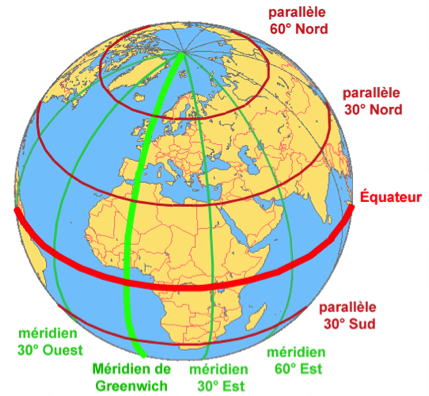 parallèle
60° Nord
parallèle
30° Nord
Équateur
parallèle
30° Sud
méridien
60° Est
méridien
30° Est
Méridien de
Greenwich
méridien
30° Ouest